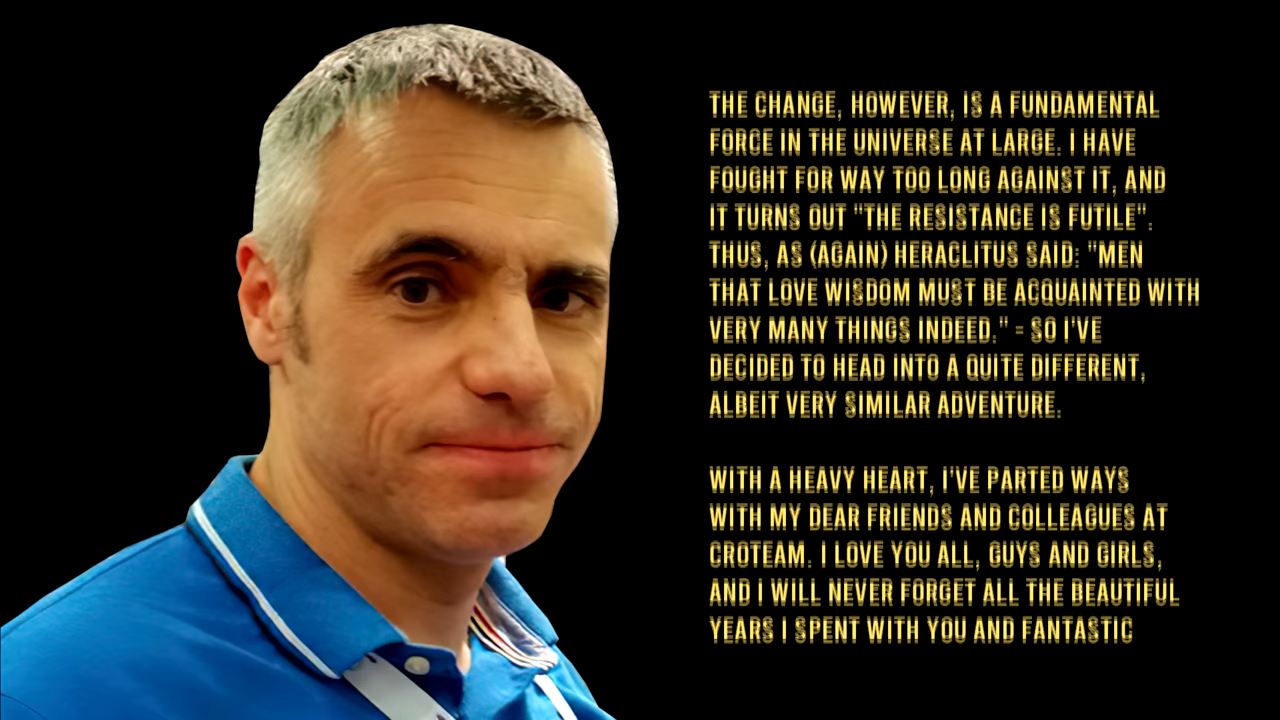 THE CHANGE, HOWEVER, IS A FUNDAMENTAL
FORCE IN THE UNIVERSE AT LARGE. I HAVE
FOUGHT FOR WAY TOO LONG AGAINST IT, AND
IT TURNS OUT "THE RESISTANCE IS FUTILE".
THUS, AS (AGAIN) HERACLITUS SAID: "MEN
THAT LOVE WISDOM MUST BE ACQUAINTED WITH
VERY MANY THINGS INDEED." - SO I'VE
DECIDED TO HEAD INTO A QUITE DIFFERENT,
ALBEIT VERY SIMILAR ADVENTURE.
WITH A HEAVY HEART, I'VE PARTED WAYS
WITH MY DEAR FRIENDS AND COLLEAGUES AT
CROTEAM. I LOVE YOU ALL, GUYS AND GIRLS,
AND I WILL NEVER FORGET ALL THE BEAUTIFUL
YEARS I SPENT WITH YOU AND FANTASTIC